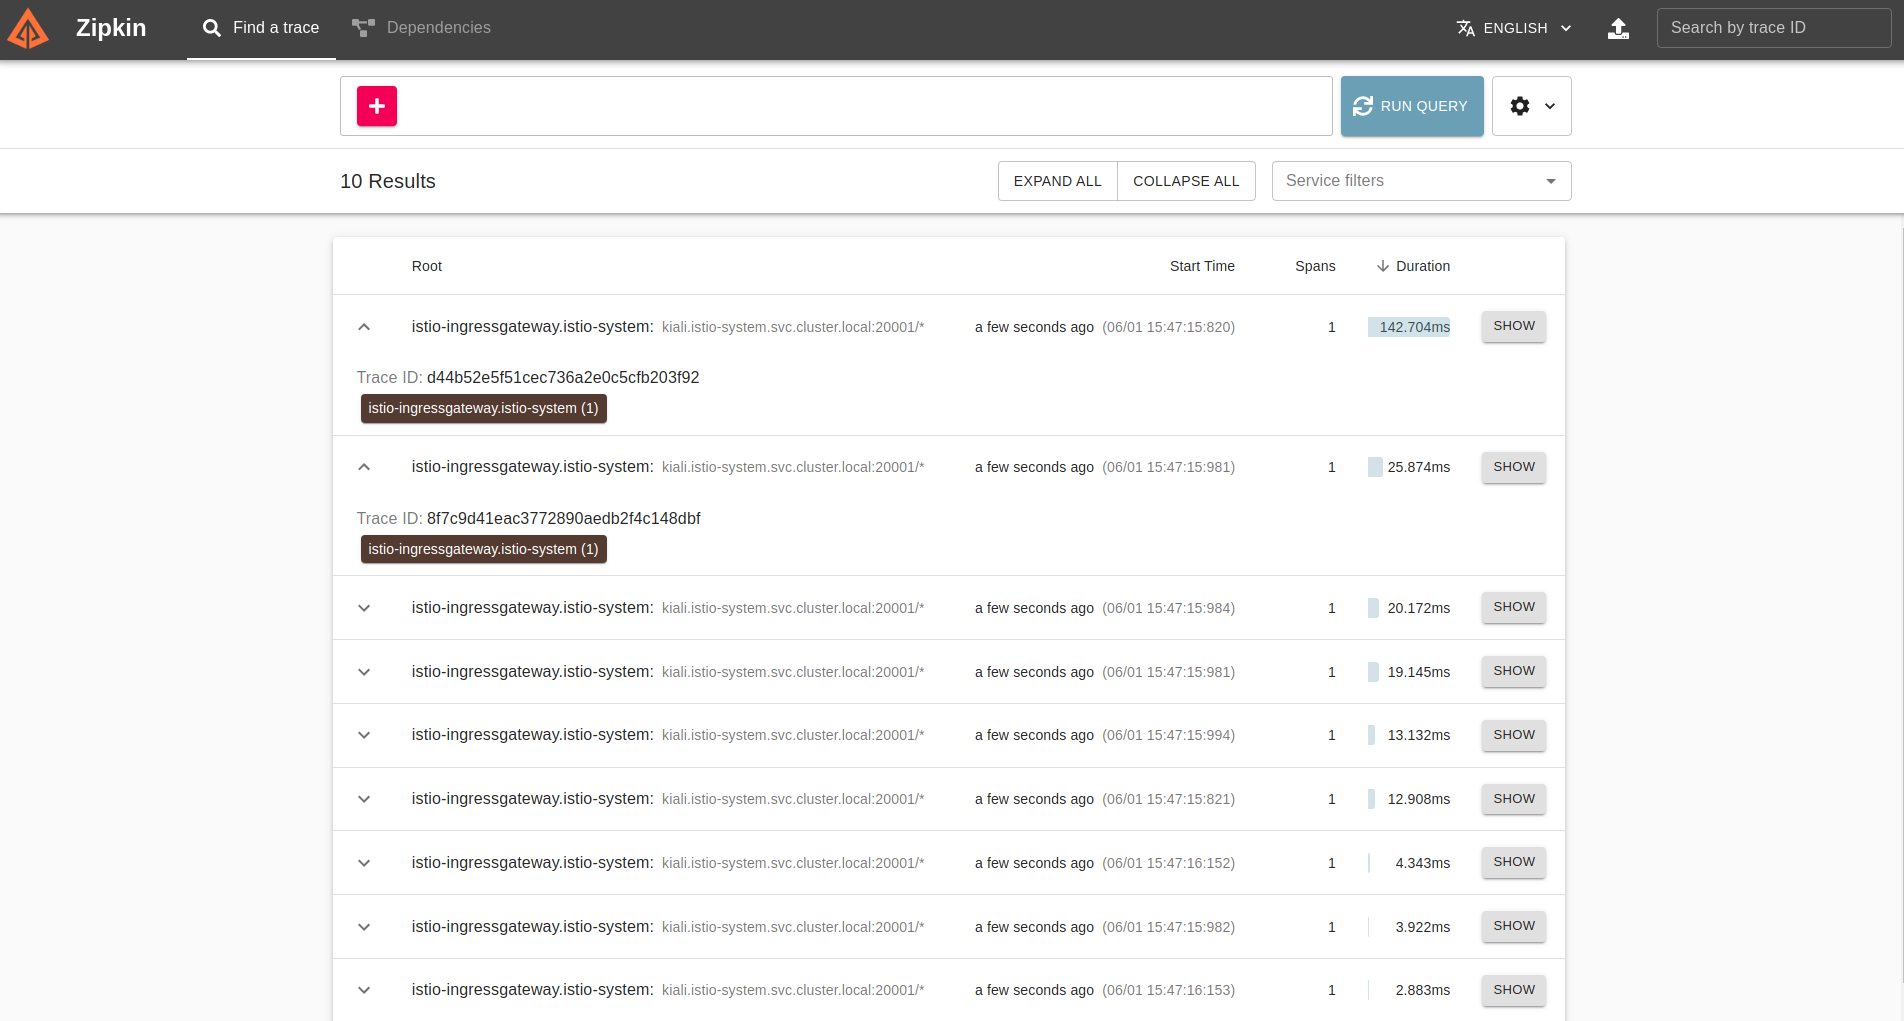 Zipkin Find a trace Dependencies ENGLISH Search by trace ID
RUN QUERY
10 Results EXPAND ALL COLLAPSE ALL Service filters
Root Start Time Spans Duration
istio-ingressgateway.istio-system: kiali.istio-system.svc.cluster.local:20001/* a few seconds ago (06/01 15:47:15:820) 1 142.704ms SHOW
Trace ID: d44b52e5f51cec736a2e0c5cfb203f92
istio-ingressgateway.istio-system (1)
istio-ingressgateway.istio-system: kiali.istio-system.svc.cluster.local:20001/* a few seconds ago (06/01 15:47:15:981) 1 25.874ms SHOW
Trace ID: 8f7c9d41eac3772890aedb2f4c148dbf
istio-ingressgateway.istio-system (1)
istio-ingressgateway.istio-system: kiali.istio-system.svc.cluster.local:20001/* a few seconds ago (06/01 15:47:15:984) 1 20.172ms SHOW
istio-ingressgateway.istio-system: kiali.istio-system.svc.cluster.local:20001/* a few seconds ago (06/01 15:47:15:981) 1 19.145ms SHOW
istio-ingressgateway.istio-system: kiali.istio-system.svc.cluster.local:20001/* a few seconds ago (06/01 15:47:15:994) 1 13.132ms SHOW
istio-ingressgateway.istio-system: kiali.istio-system.svc.cluster.local:20001/* a few seconds ago (06/01 15:47:15:821) 1 12.908ms SHOW
istio-ingressgateway.istio-system: kiali.istio-system.svc.cluster.local:20001/* a few seconds ago (06/01 15:47:16:152) 1 4.343ms SHOW
istio-ingressgateway.istio-system: kiali.istio-system.svc.cluster.local:20001/* a few seconds ago (06/01 15:47:15:982) 1 3.922ms SHOW
istio-ingressgateway.istio-system: kiali.istio-system.svc.cluster.local:20001/* a few seconds ago (06/01 15:47:16:153) 1 2.883ms SHOW